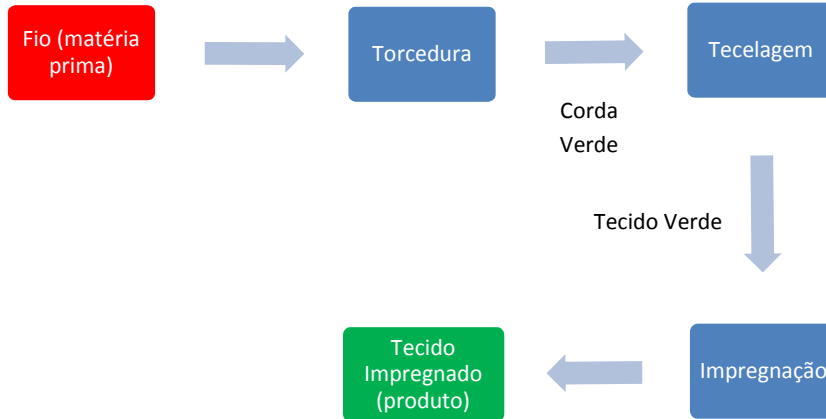 Fio (matéria
prima)
Torcedura
Tecelagem
Corda
Verde
Tecido Verde
Impregnação
Tecido
Impregnado
(produto)